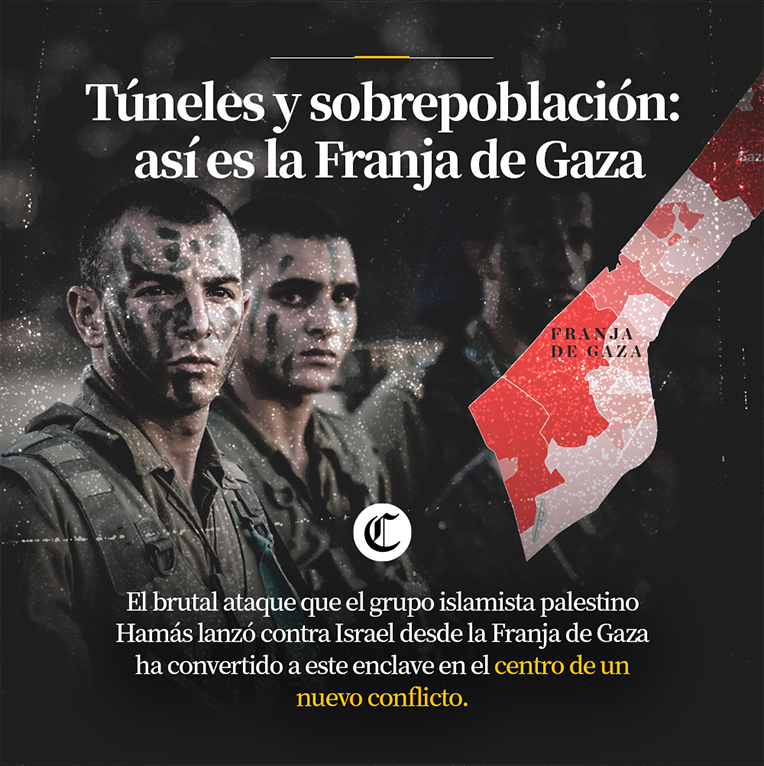 Túneles y sobrepoblación:
así es la Franja de Gaza
Gaza
FRANJA
DE GAZA
C
El brutal ataque que el grupo islamista palestino
Hamás lanzó contra Israel desde la Franja de Gaza
ha convertido a este enclave en el centro de un
nuevo conflicto.